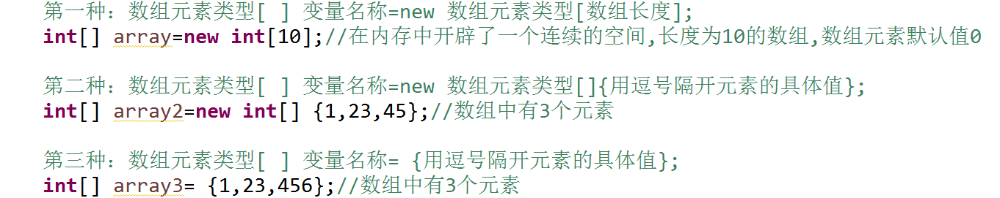 第一种：数组元素类型[ ] 变量名称=new 数组元素类型[数组长度];
int[] array=new int[10];//在内存中开辟了一个连续的空间,长度为10的数组,数组元素默认值0
第二种：数组元素类型[ ] 变量名称=new 数组元素类型[]{用逗号隔开元素的具体值};
int[] array2=new int[] {1,23,45};//数组中有3个元素
第三种：数组元素类型[ ] 变量名称= {用逗号隔开元素的具体值};
int[] array3= {1,23,456};//数组中有3个元素